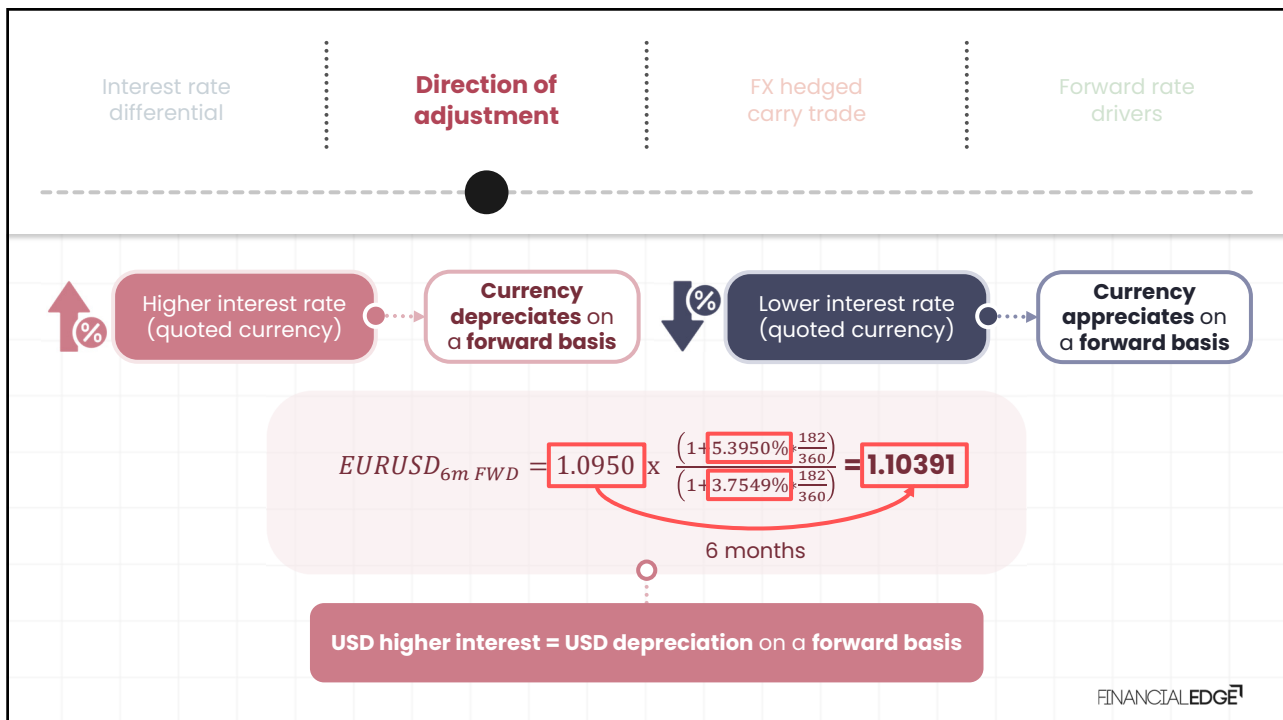 Interest rate
differential
Direction of
adjustment
FX hedged
carry trade
Forward rate
drivers
%
Higher interest rate
(quoted currency)
Currency
depreciates on
a forward basis
%
Lower interest rate
(quoted currency)
Currency
appreciates on
a forward basis
EURUSD_{6m FWD} = 1.0950 x (1+5.3950%*182/360) / (1+3.7549%*182/360) = 1.10391
6 months
USD higher interest = USD depreciation on a forward basis
FINANCIALEDGE